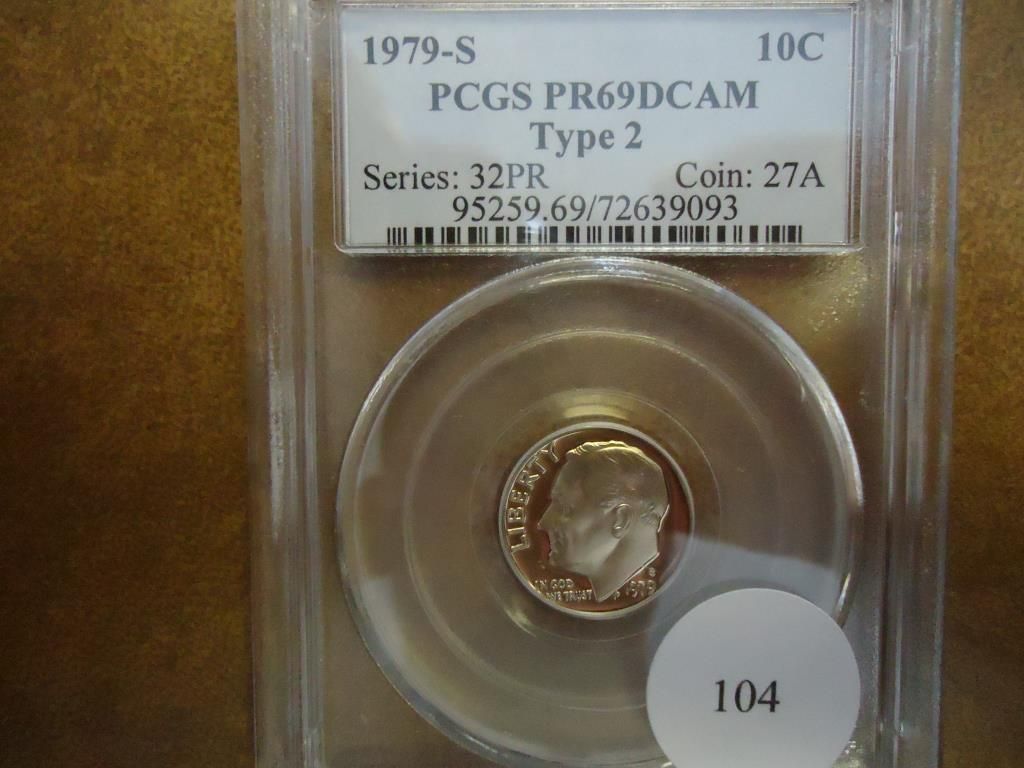 1979-S 10C
PCGS PR69DCAM
Type 2
Series: 32PR Coin: 27A
95259.69/72639093
LIBERTY
IN GOD
WE TRUST
S
1979
104